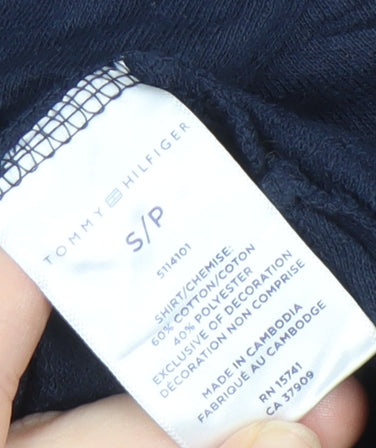 TOMMY HILFIGER
S/P
5114101
SHIRT/CHEMISE:
60% COTTON/COTON
40% POLYESTER
EXCLUSIVE OF DECORATION
DÉCORATION NON COMPRISE
MADE IN CAMBODIA
FABRIQUÉ AU CAMBODGE
RN 15741
CA 37909